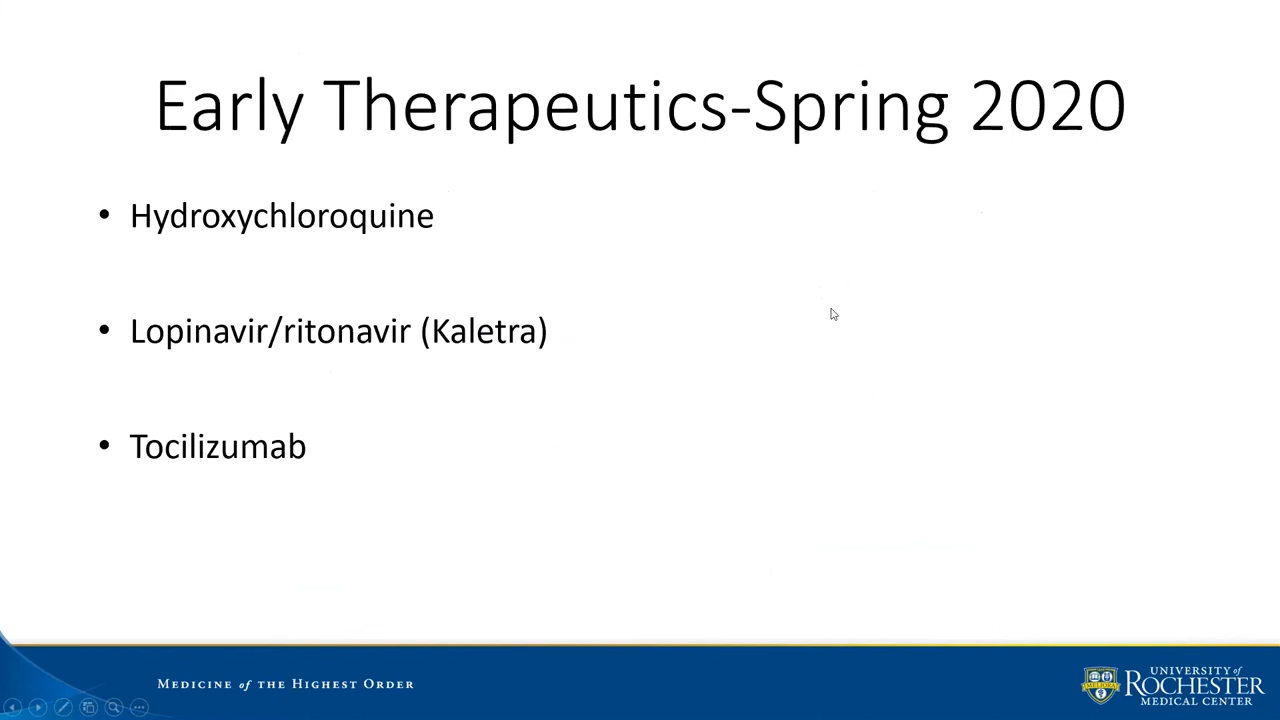 Early Therapeutics-Spring 2020
• Hydroxychloroquine
• Lopinavir/ritonavir (Kaletra)
• Tocilizumab
MEDICINE of THE HIGHEST ORDER
UNIVERSITY of
ROCHESTER
MEDICAL CENTER
MELIORA